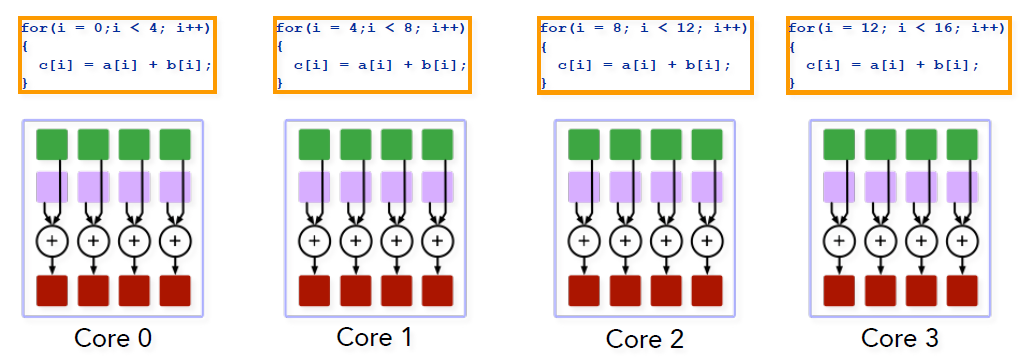 for(i = 0;i < 4; i++)
{
c[i] = a[i] + b[i];
}
for(i = 4;i < 8; i++)
{
c[i] = a[i] + b[i];
}
for(i = 8; i < 12; i++)
{
c[i] = a[i] + b[i];
}
for(i = 12; i < 16; i++)
{
c[i] = a[i] + b[i];
}
+ + + +
+ + + +
+ + + +
+ + + +
Core 0
Core 1
Core 2
Core 3